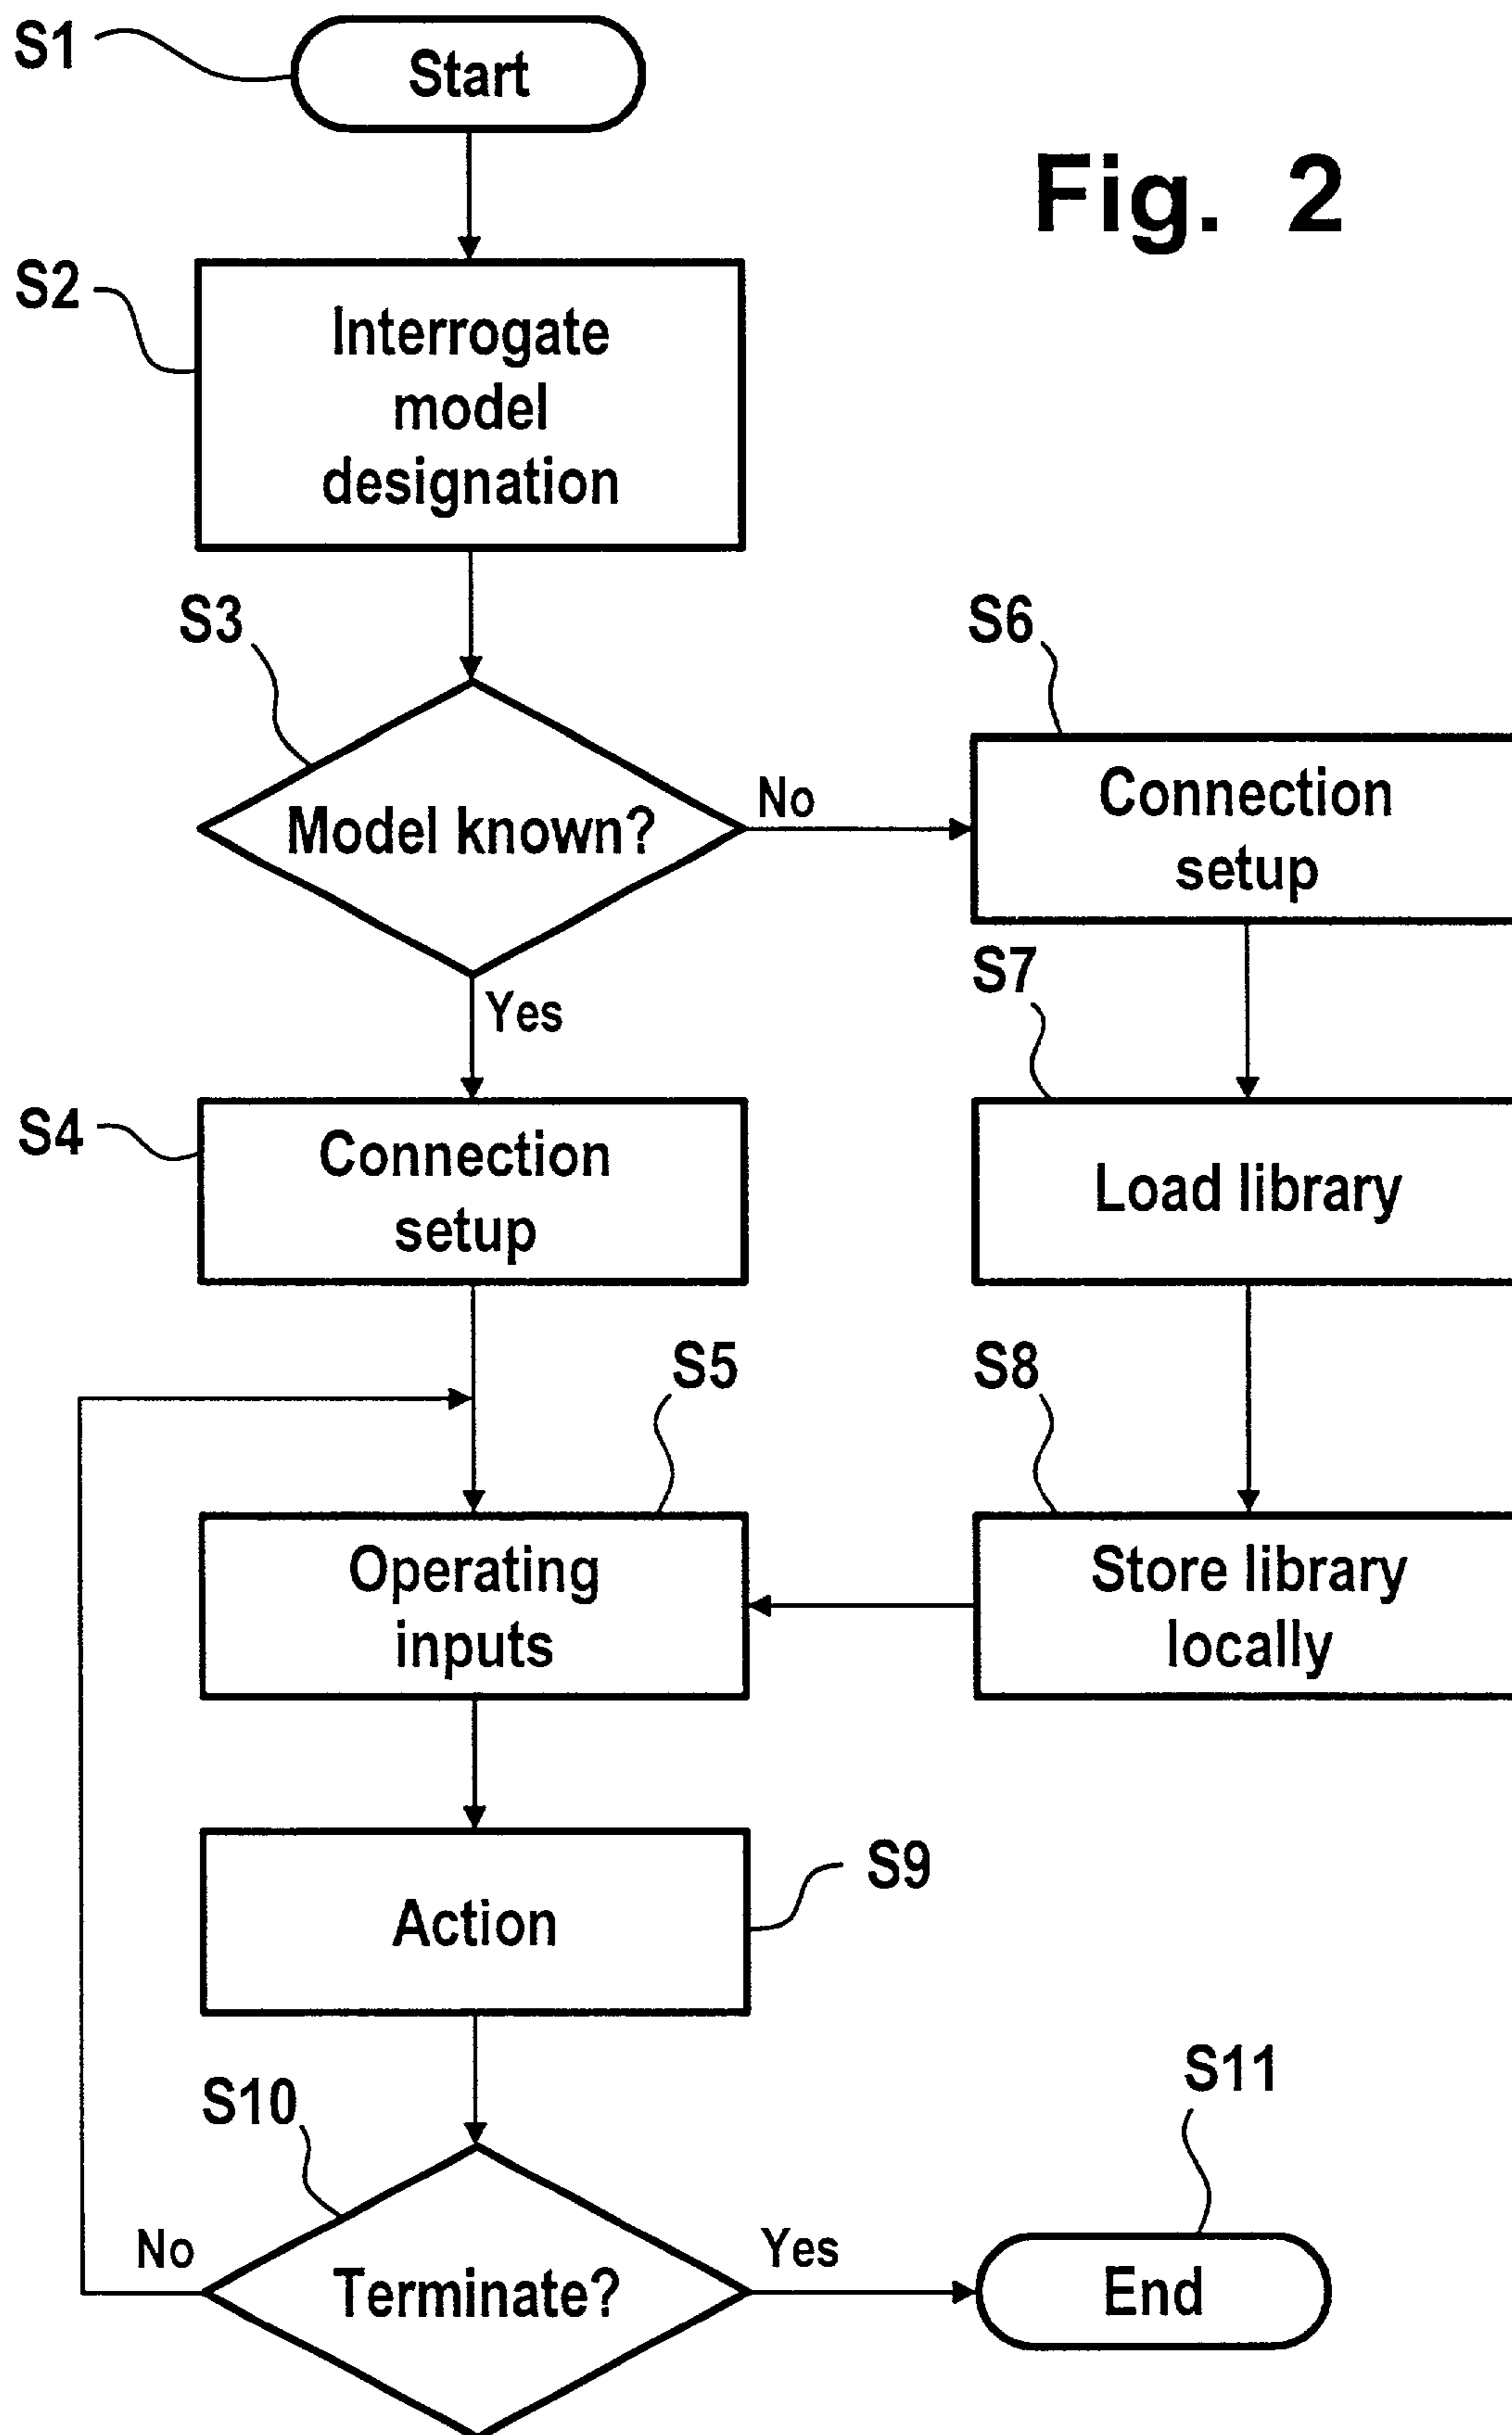 S1
Start
Fig. 2
S2
Interrogate
model
designation
S3
Model known?
No
Yes
S6
Connection
setup
S7
Load library
S4
Connection
setup
S5
Operating
inputs
S8
Store library
locally
Action
S9
S10
Terminate?
No
Yes
S11
End